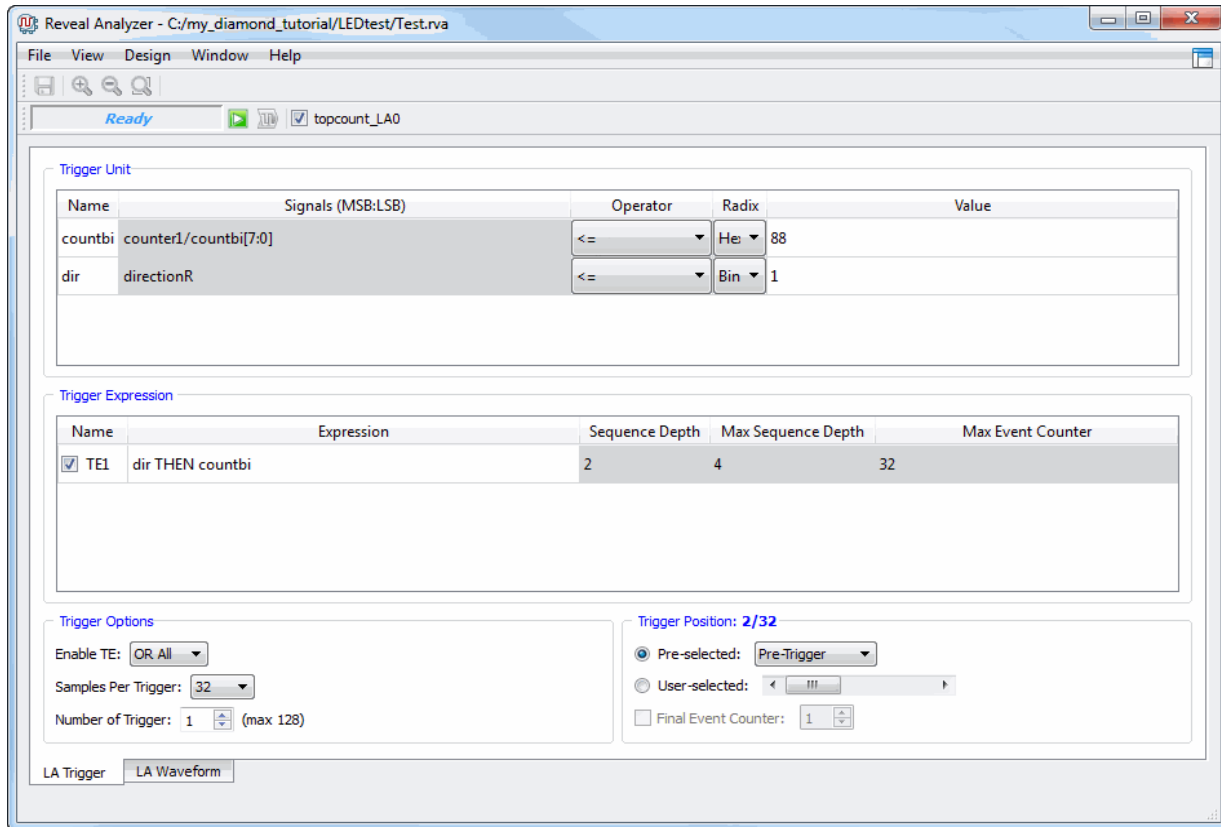 Reveal Analyzer - C:/my_diamond_tutorial/LEDtest/Test.rva
File View Design Window Help
Ready topcount_LA0
Trigger Unit
Name Signals (MSB:LSB) Operator Radix Value
countbi counter1/countbi[7:0] <= He 88
dir directionR <= Bin 1
Trigger Expression
Name Expression Sequence Depth Max Sequence Depth Max Event Counter
TE1 dir THEN countbi 2 4 32
Trigger Options
Enable TE: OR All
Samples Per Trigger: 32
Number of Trigger: 1 (max 128)
Trigger Position: 2/32
Pre-selected: Pre-Trigger
User-selected:
Final Event Counter: 1
LA Trigger LA Waveform